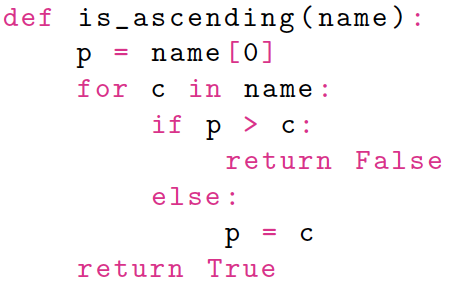 def is_ascending(name):
    p = name[0]
    for c in name:
        if p > c:
            return False
        else:
            p = c
    return True